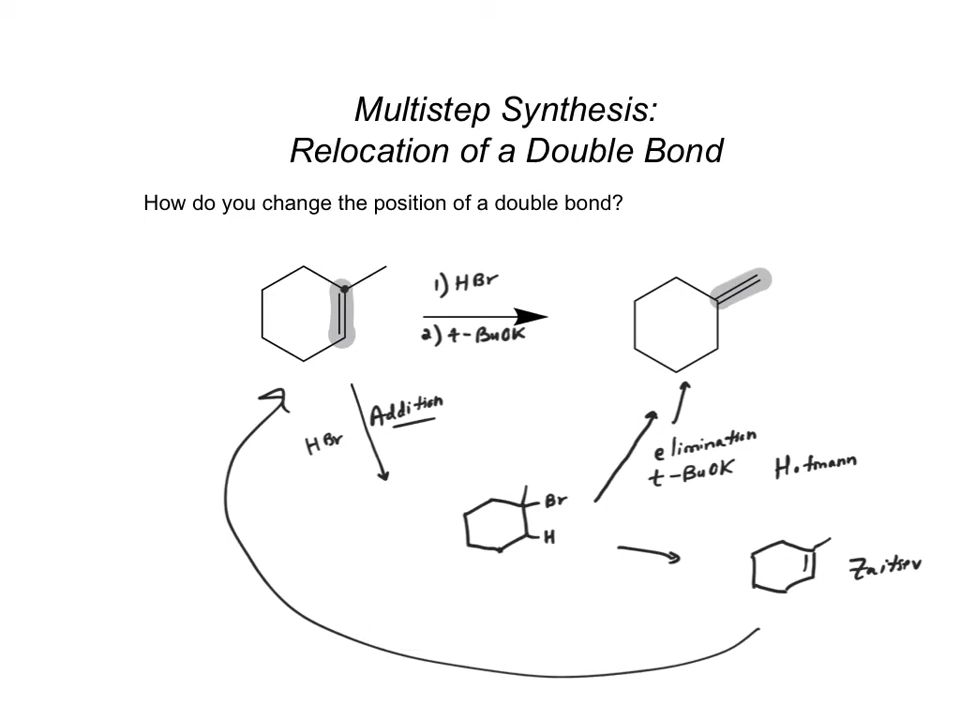 Multistep Synthesis:
Relocation of a Double Bond
How do you change the position of a double bond?
1) HBr
2) t-BuOK
Addition
HBr
elimination
t-BuOK
Hofmann
Br
H
Zaitsev